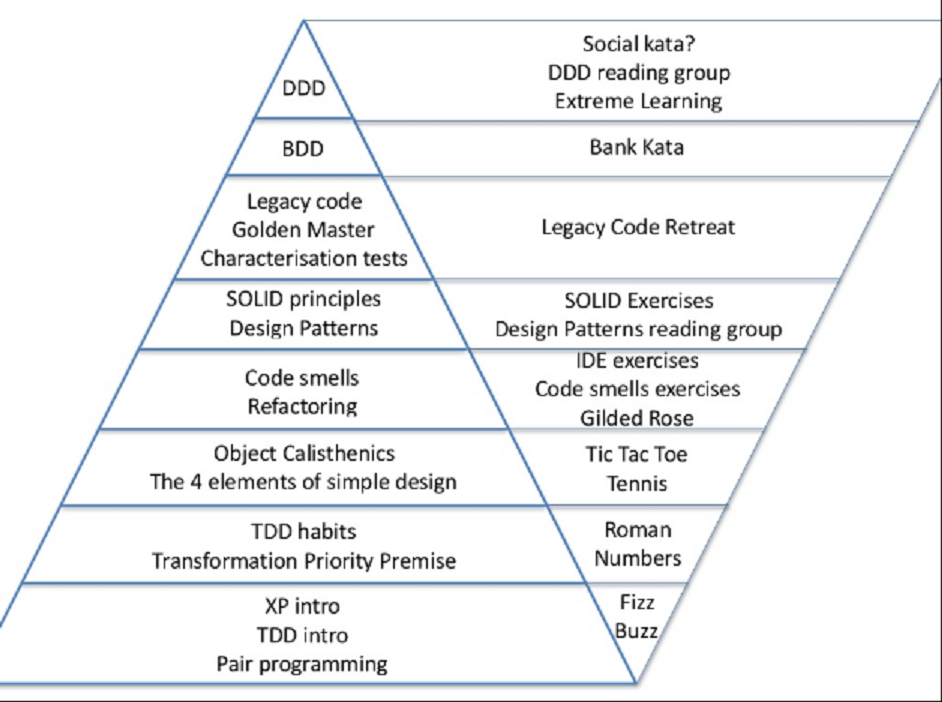 DDD
Social kata?
DDD reading group
Extreme Learning
BDD
Bank Kata
Legacy code
Golden Master
Characterisation tests
Legacy Code Retreat
SOLID principles
Design Patterns
SOLID Exercises
Design Patterns reading group
Code smells
Refactoring
IDE exercises
Code smells exercises
Gilded Rose
Object Calisthenics
The 4 elements of simple design
Tic Tac Toe
Tennis
TDD habits
Transformation Priority Premise
Roman
Numbers
XP intro
TDD intro
Pair programming
Fizz
Buzz